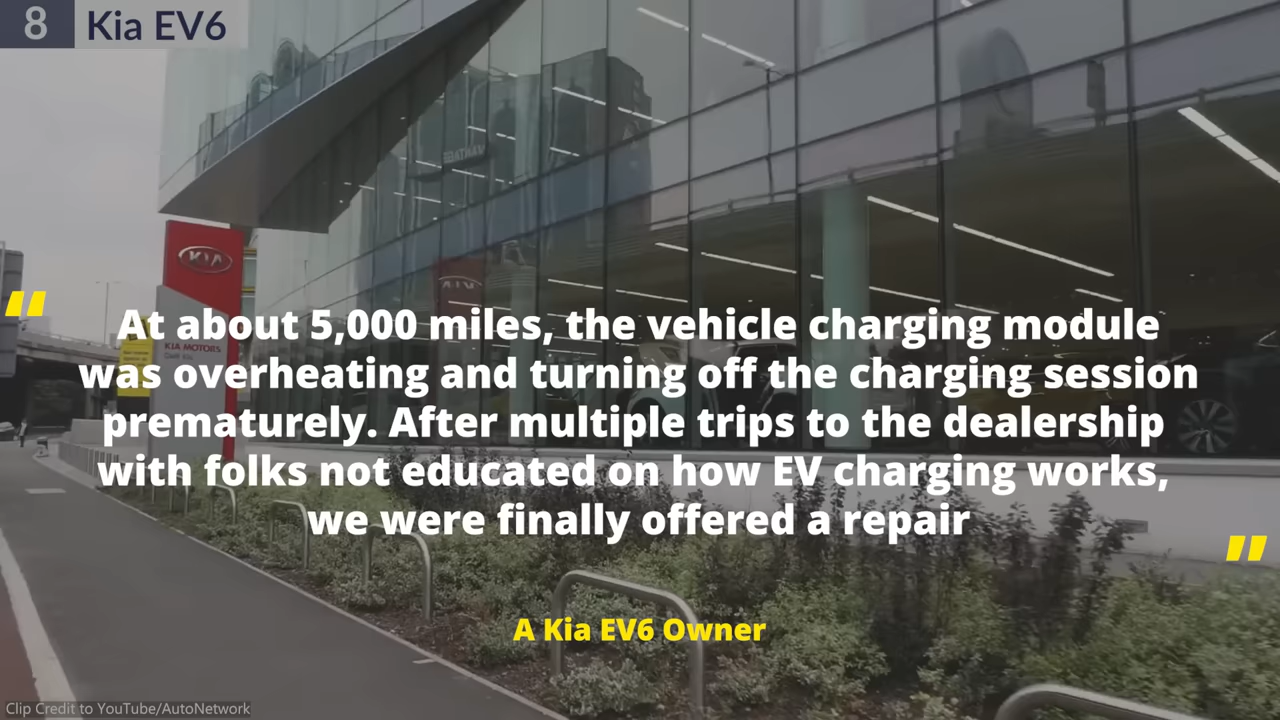 8 Kia EV6
KIA
KIA MOTORS
“
At about 5,000 miles, the vehicle charging module
was overheating and turning off the charging session
prematurely. After multiple trips to the dealership
with folks not educated on how EV charging works,
we were finally offered a repair
”
A Kia EV6 Owner
Clip Credit to YouTube/AutoNetwork